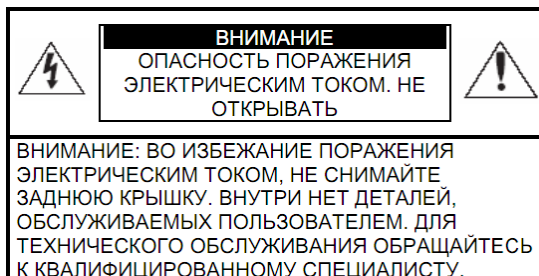 ВНИМАНИЕ
ОПАСНОСТЬ ПОРАЖЕНИЯ
ЭЛЕКТРИЧЕСКИМ ТОКОМ. НЕ
ОТКРЫВАТЬ
ВНИМАНИЕ: ВО ИЗБЕЖАНИЕ ПОРАЖЕНИЯ
ЭЛЕКТРИЧЕСКИМ ТОКОМ, НЕ СНИМАЙТЕ
ЗАДНЮЮ КРЫШКУ. ВНУТРИ НЕТ ДЕТАЛЕЙ,
ОБСЛУЖИВАЕМЫХ ПОЛЬЗОВАТЕЛЕМ. ДЛЯ
ТЕХНИЧЕСКОГО ОБСЛУЖИВАНИЯ ОБРАЩАЙТЕСЬ
К КВАЛИФИЦИРОВАННОМУ СПЕЦИАЛИСТУ.